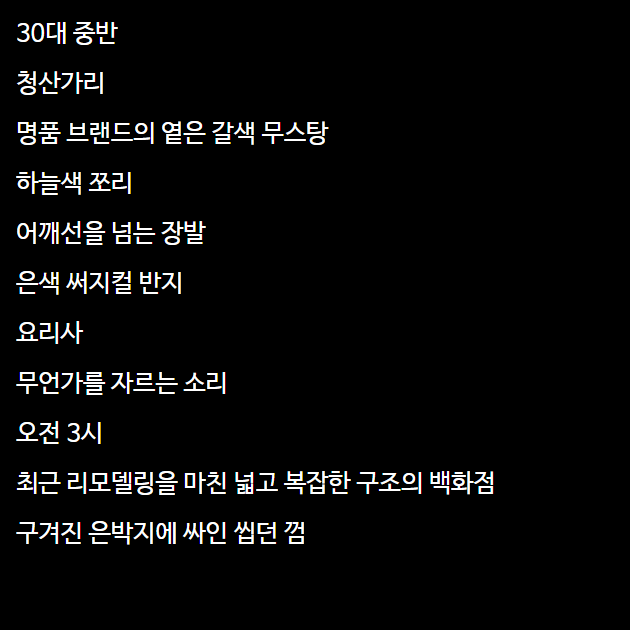 30대 중반
청산가리
명품 브랜드의 옅은 갈색 무스탕
하늘색 쪼리
어깨선을 넘는 장발
은색 써지컬 반지
요리사
무언가를 자르는 소리
오전 3시
최근 리모델링을 마친 넓고 복잡한 구조의 백화점
구겨진 은박지에 싸인 씹던 껌